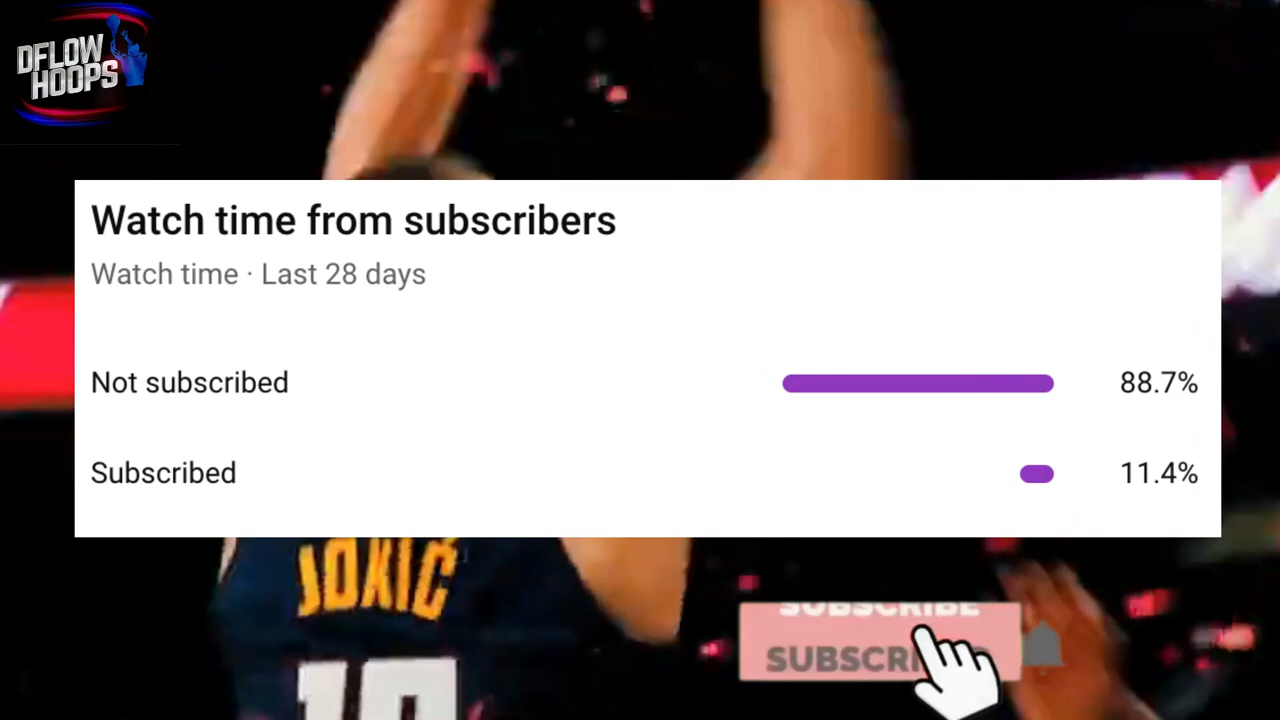 DFLOW
HOOPS
Watch time from subscribers
Watch time · Last 28 days
Not subscribed 88.7%
Subscribed 11.4%
JOKIC
SUBSCRIBE